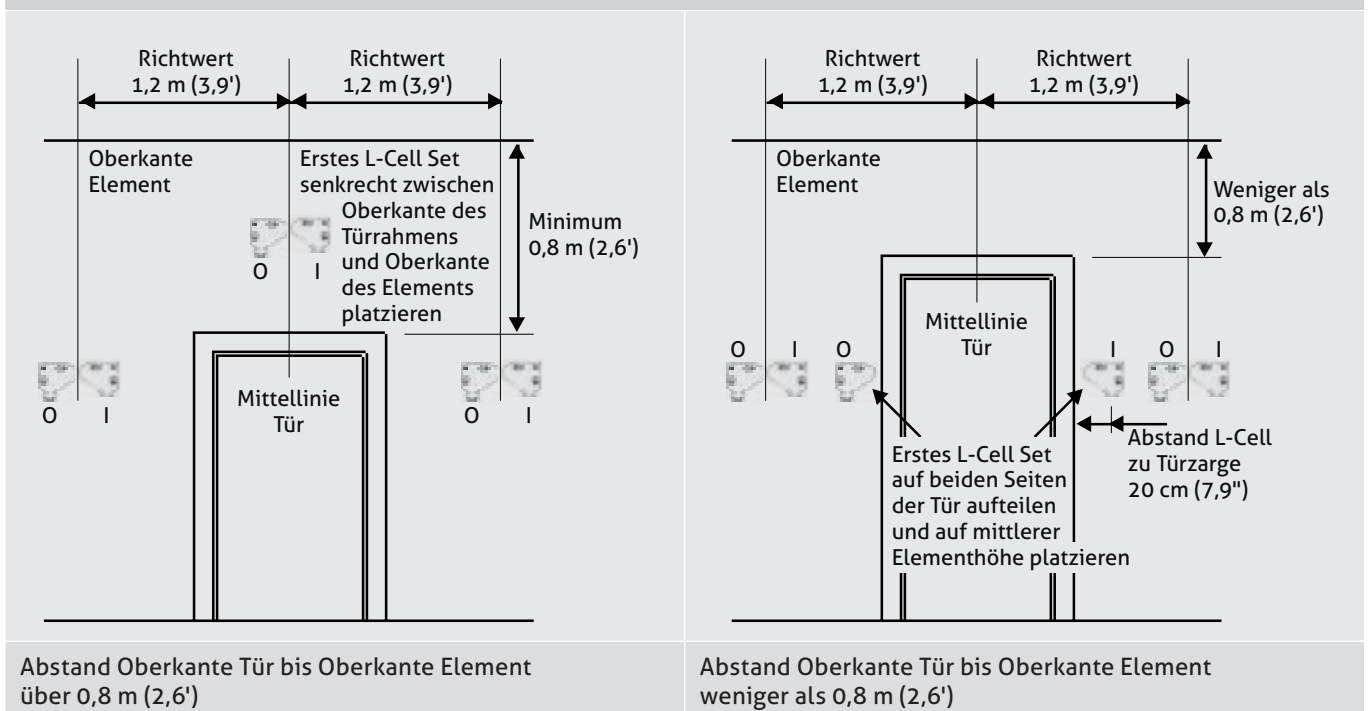 Richtwert
1,2 m (3,9')
Richtwert
1,2 m (3,9')
Oberkante
Element
Erstes L-Cell Set
senkrecht zwischen
Oberkante des
Türrahmens
und Oberkante
des Elements
platzieren
Minimum
0,8 m (2,6')
O I
O I
O I
Mittellinie
Tür
Abstand Oberkante Tür bis Oberkante Element
über 0,8 m (2,6')
Richtwert
1,2 m (3,9')
Richtwert
1,2 m (3,9')
Oberkante
Element
Weniger als
0,8 m (2,6')
Mittellinie
Tür
O I O
I O I
Erstes L-Cell Set
auf beiden Seiten
der Tür aufteilen
und auf mittlerer
Elementhöhe platzieren
Abstand L-Cell
zu Türzarge
20 cm (7,9")
Abstand Oberkante Tür bis Oberkante Element
weniger als 0,8 m (2,6')